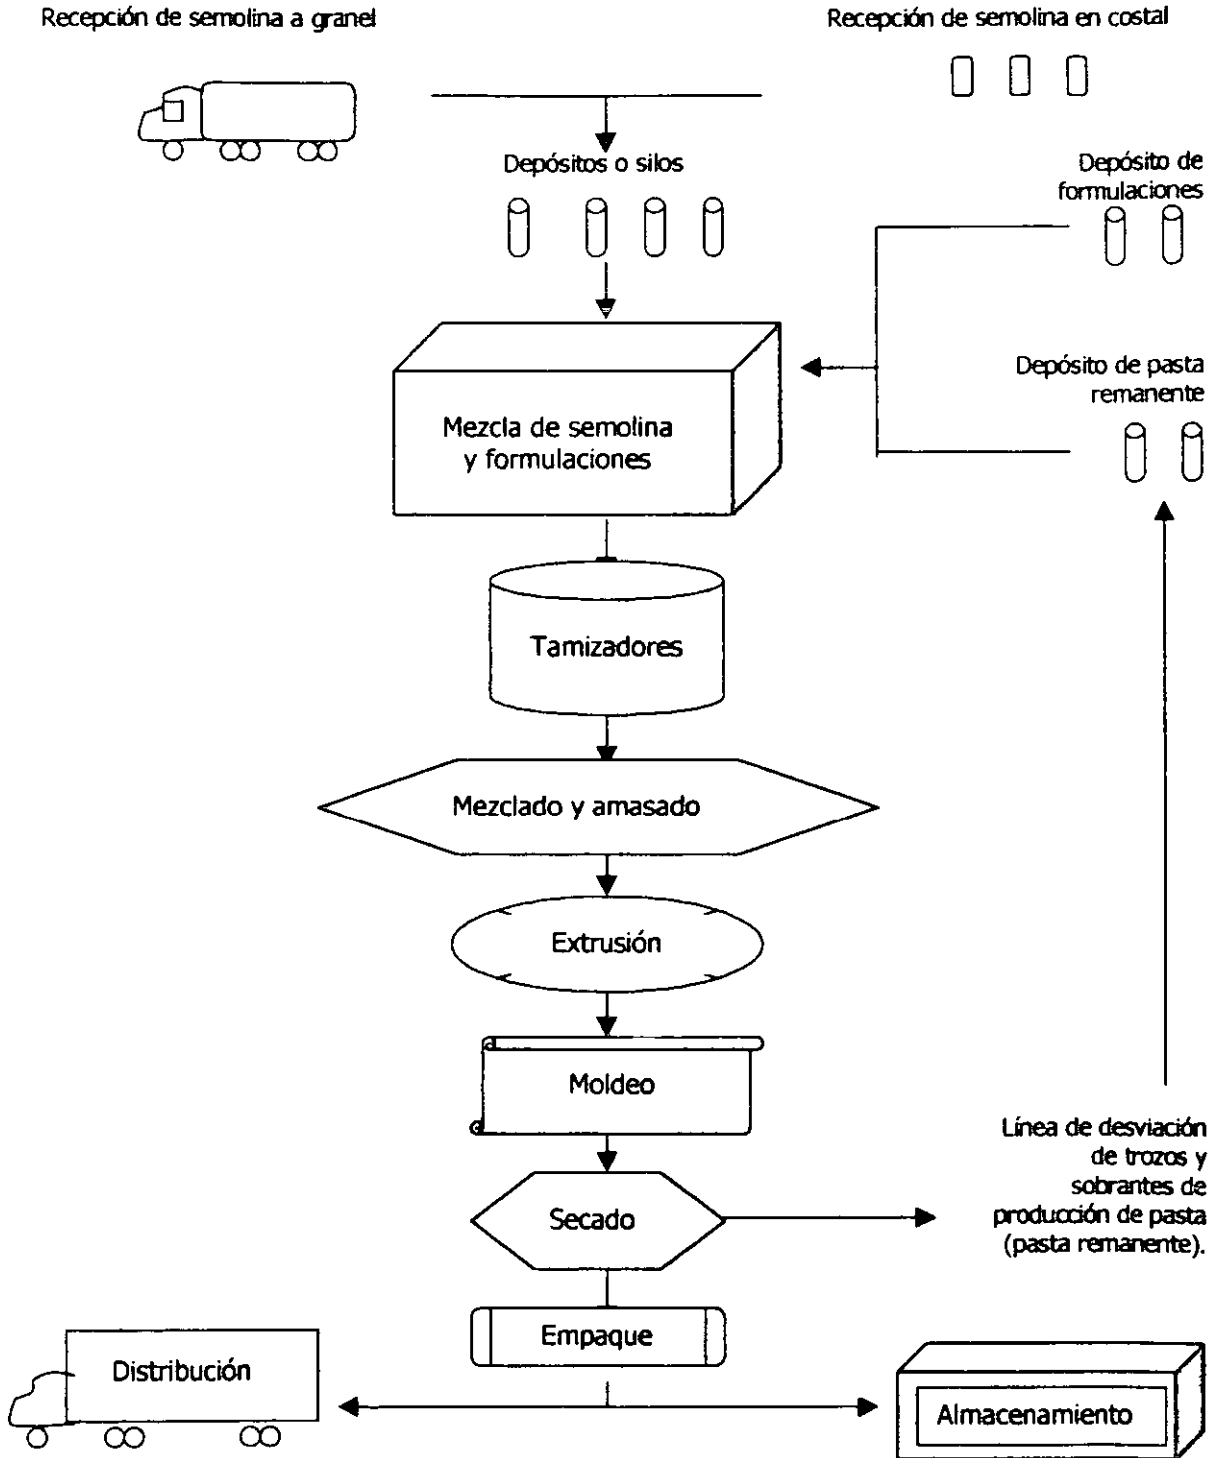 Recepción de semolina a granel
Recepción de semolina en costal
Depósitos o silos
Depósito de
formulaciones
Depósito de pasta
remanente
Mezcla de semolina
y formulaciones
Tamizadores
Mezclado y amasado
Extrusión
Moldeo
Línea de desviación
de trozos y
sobrantes de
producción de pasta
(pasta remanente).
Secado
Empaque
Distribución
Almacenamiento